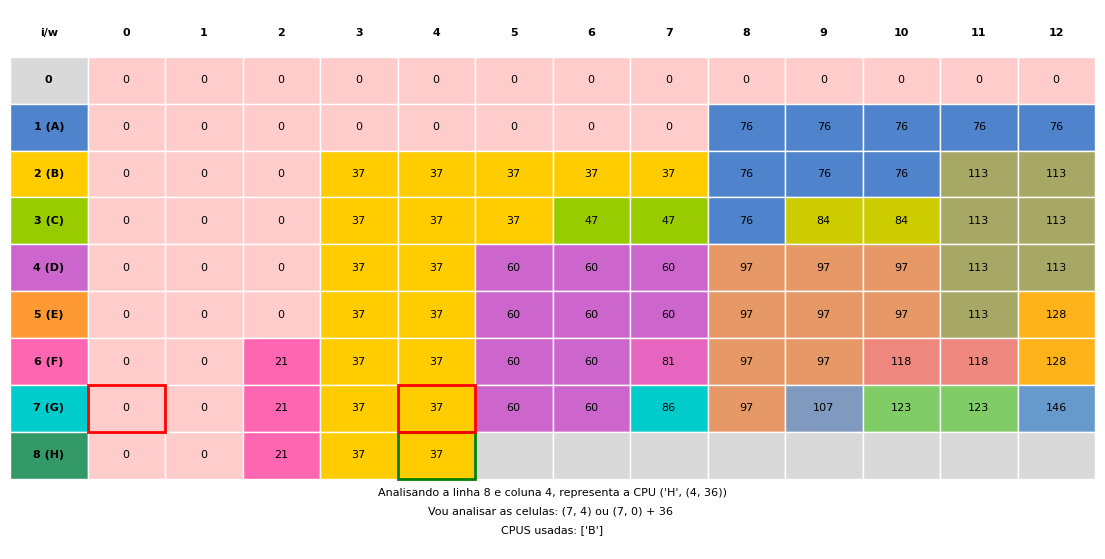 i/w 0 1 2 3 4 5 6 7 8 9 10 11 12
0 0 0 0 0 0 0 0 0 0 0 0 0 0
1 (A) 0 0 0 0 0 0 0 0 76 76 76 76 76
2 (B) 0 0 0 37 37 37 37 37 76 76 76 113 113
3 (C) 0 0 0 37 37 37 47 47 76 84 84 113 113
4 (D) 0 0 0 37 37 60 60 60 97 97 97 113 113
5 (E) 0 0 0 37 37 60 60 60 97 97 97 113 128
6 (F) 0 0 21 37 37 60 60 81 97 97 118 118 128
7 (G) 0 0 21 37 37 60 60 86 97 107 123 123 146
8 (H) 0 0 21 37 37
Analisando a linha 8 e coluna 4, representa a CPU ('H', (4, 36))
Vou analisar as celulas: (7, 4) ou (7, 0) + 36
CPUS usadas: ['B']